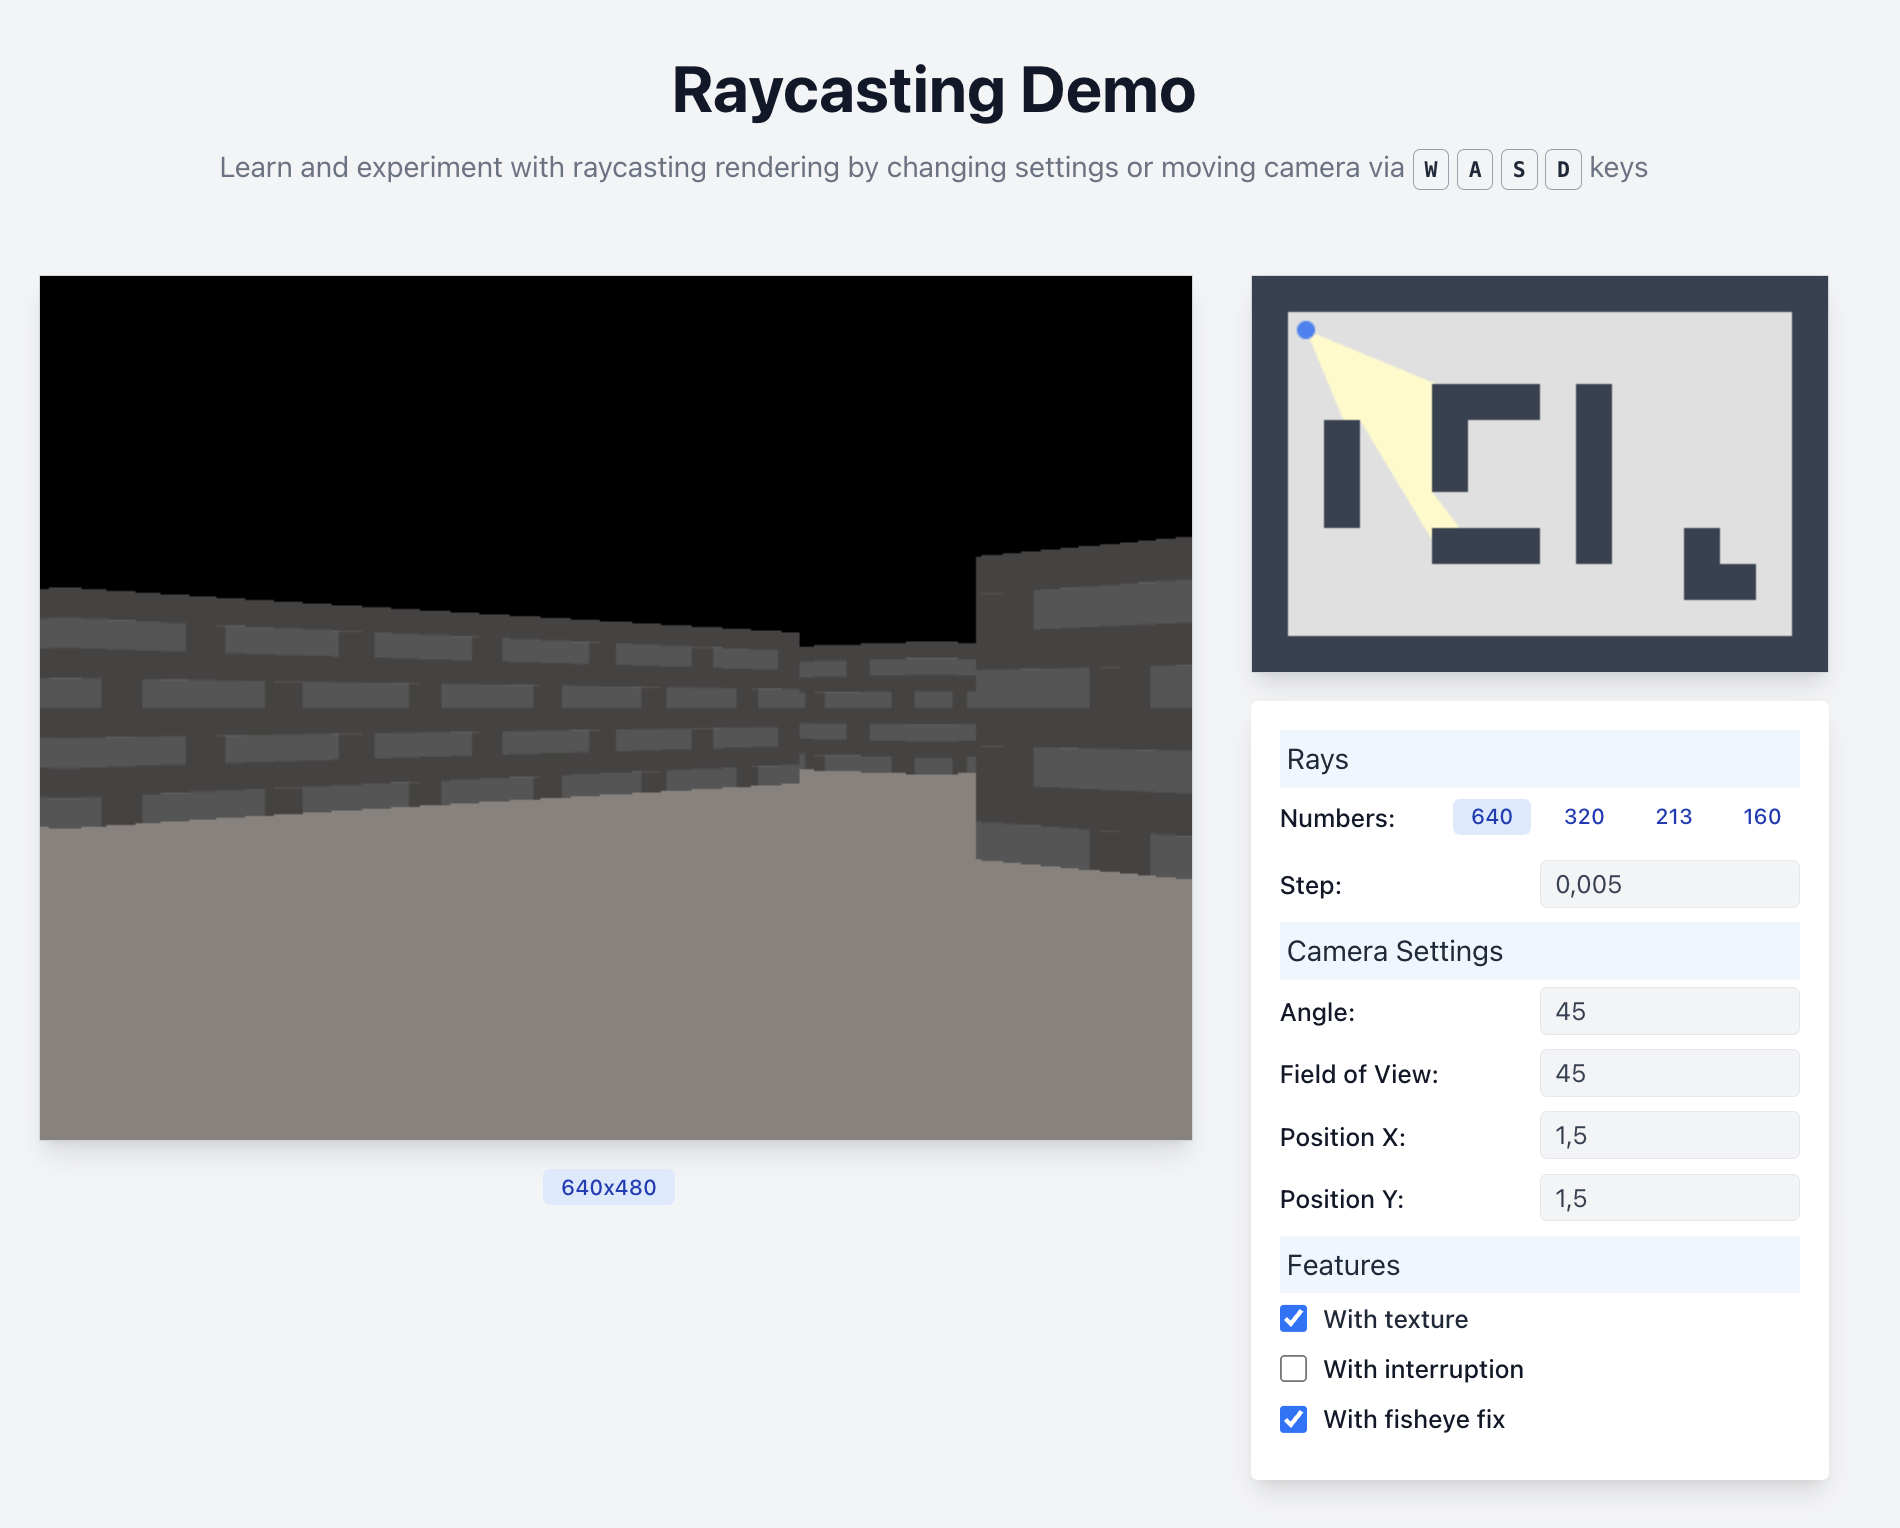 Raycasting Demo
Learn and experiment with raycasting rendering by changing settings or moving camera via W A S D keys
640x480
Rays
Numbers: 640 320 213 160
Step: 0,005
Camera Settings
Angle: 45
Field of View: 45
Position X: 1,5
Position Y: 1,5
Features
With texture
With interruption
With fisheye fix